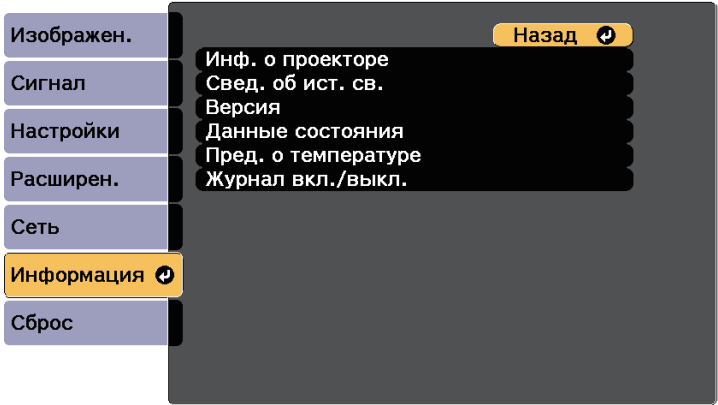 Изображен.
Сигнал
Настройки
Расширен.
Сеть
Информация
Сброс
Назад
Инф. о проекторе
Свед. об ист. св.
Версия
Данные состояния
Пред. о температуре
Журнал вкл./выкл.